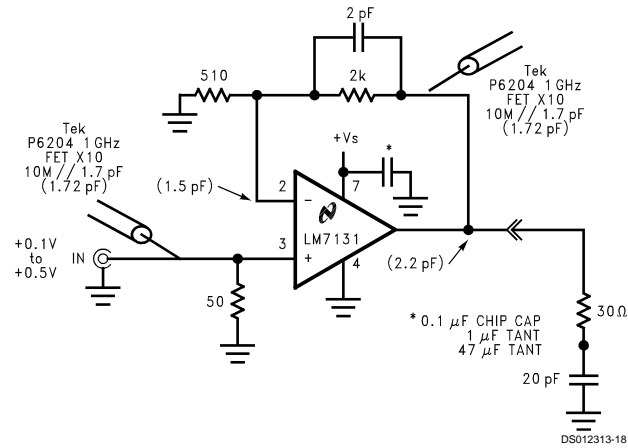 2 pF
510
2k
Tek
P6204 1 GHz
FET X10
10M // 1.7 pF
(1.72 pF)
Tek
P6204 1 GHz
FET X10
10M // 1.7 pF
(1.72 pF)
+Vs
*
(1.5 pF)
2
7
−
LM7131
3
+
4
+0.1V
to
+0.5V
IN
50
(2.2 pF)
* 0.1 μF CHIP CAP
1 μF TANT
47 μF TANT
30Ω
20 pF
DS012313-18